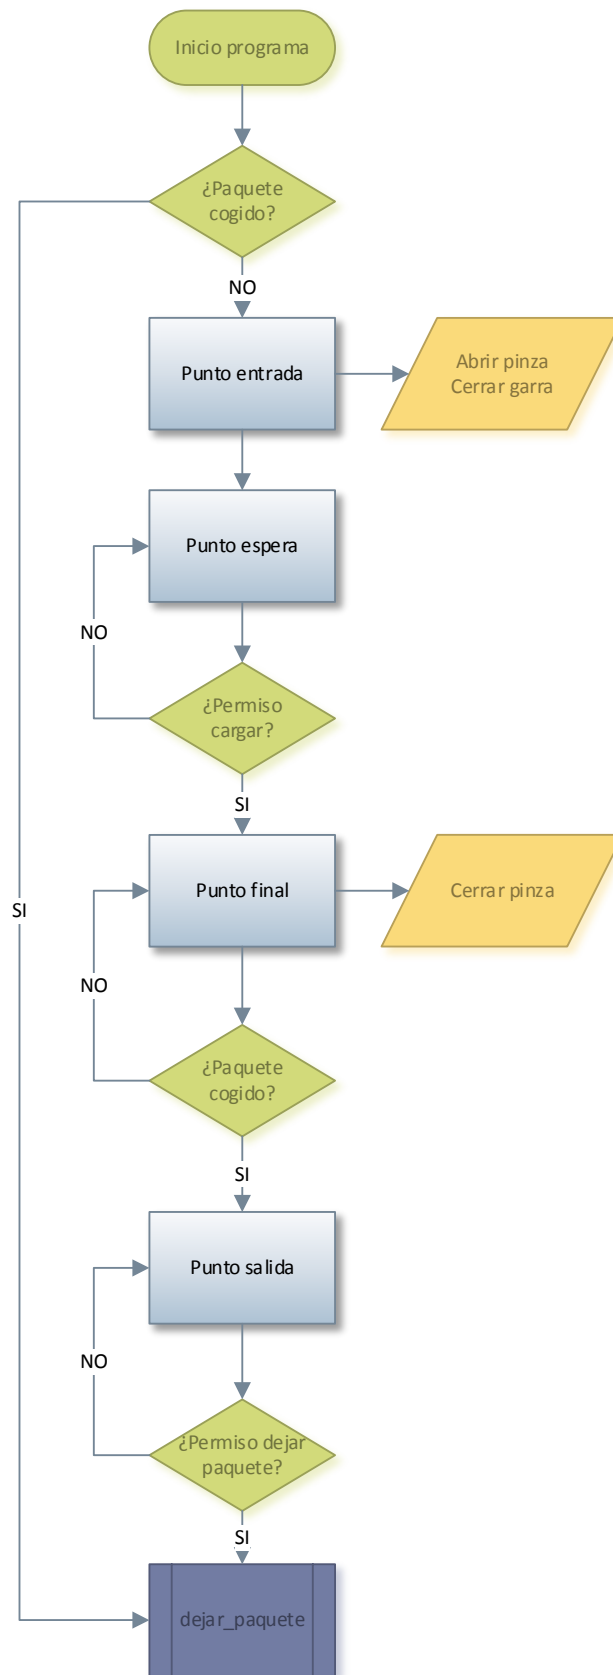 Inicio programa
¿Paquete
cogido?
NO
Punto entrada
Abrir pinza
Cerrar garra
Punto espera
NO
¿Permiso
cargar?
SI
Punto final
Cerrar pinza
SI
NO
¿Paquete
cogido?
SI
Punto salida
NO
¿Permiso dejar
paquete?
SI
dejar_paquete